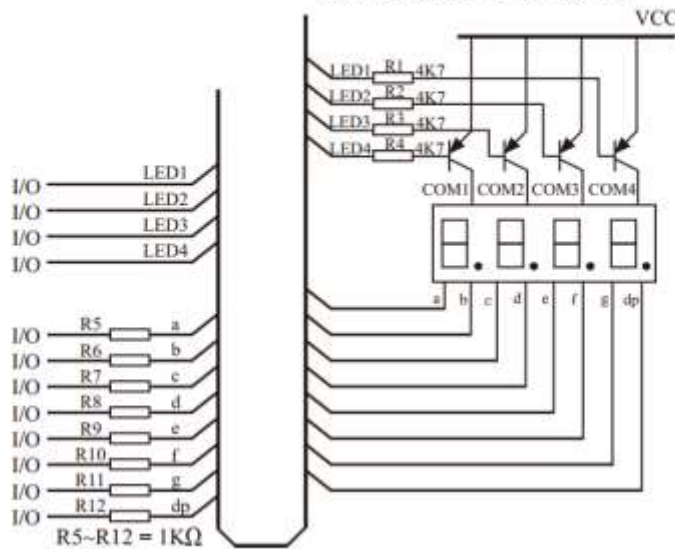 VCC
LED1 R1 4K7
LED2 R2 4K7
LED3 R3 4K7
LED4 R4 4K7
COM1 COM2 COM3 COM4
I/O LED1
I/O LED2
I/O LED3
I/O LED4
a b c d e f g dp
I/O R5 a
I/O R6 b
I/O R7 c
I/O R8 d
I/O R9 e
I/O R10 f
I/O R11 g
I/O R12 dp
R5~R12 = 1KΩ